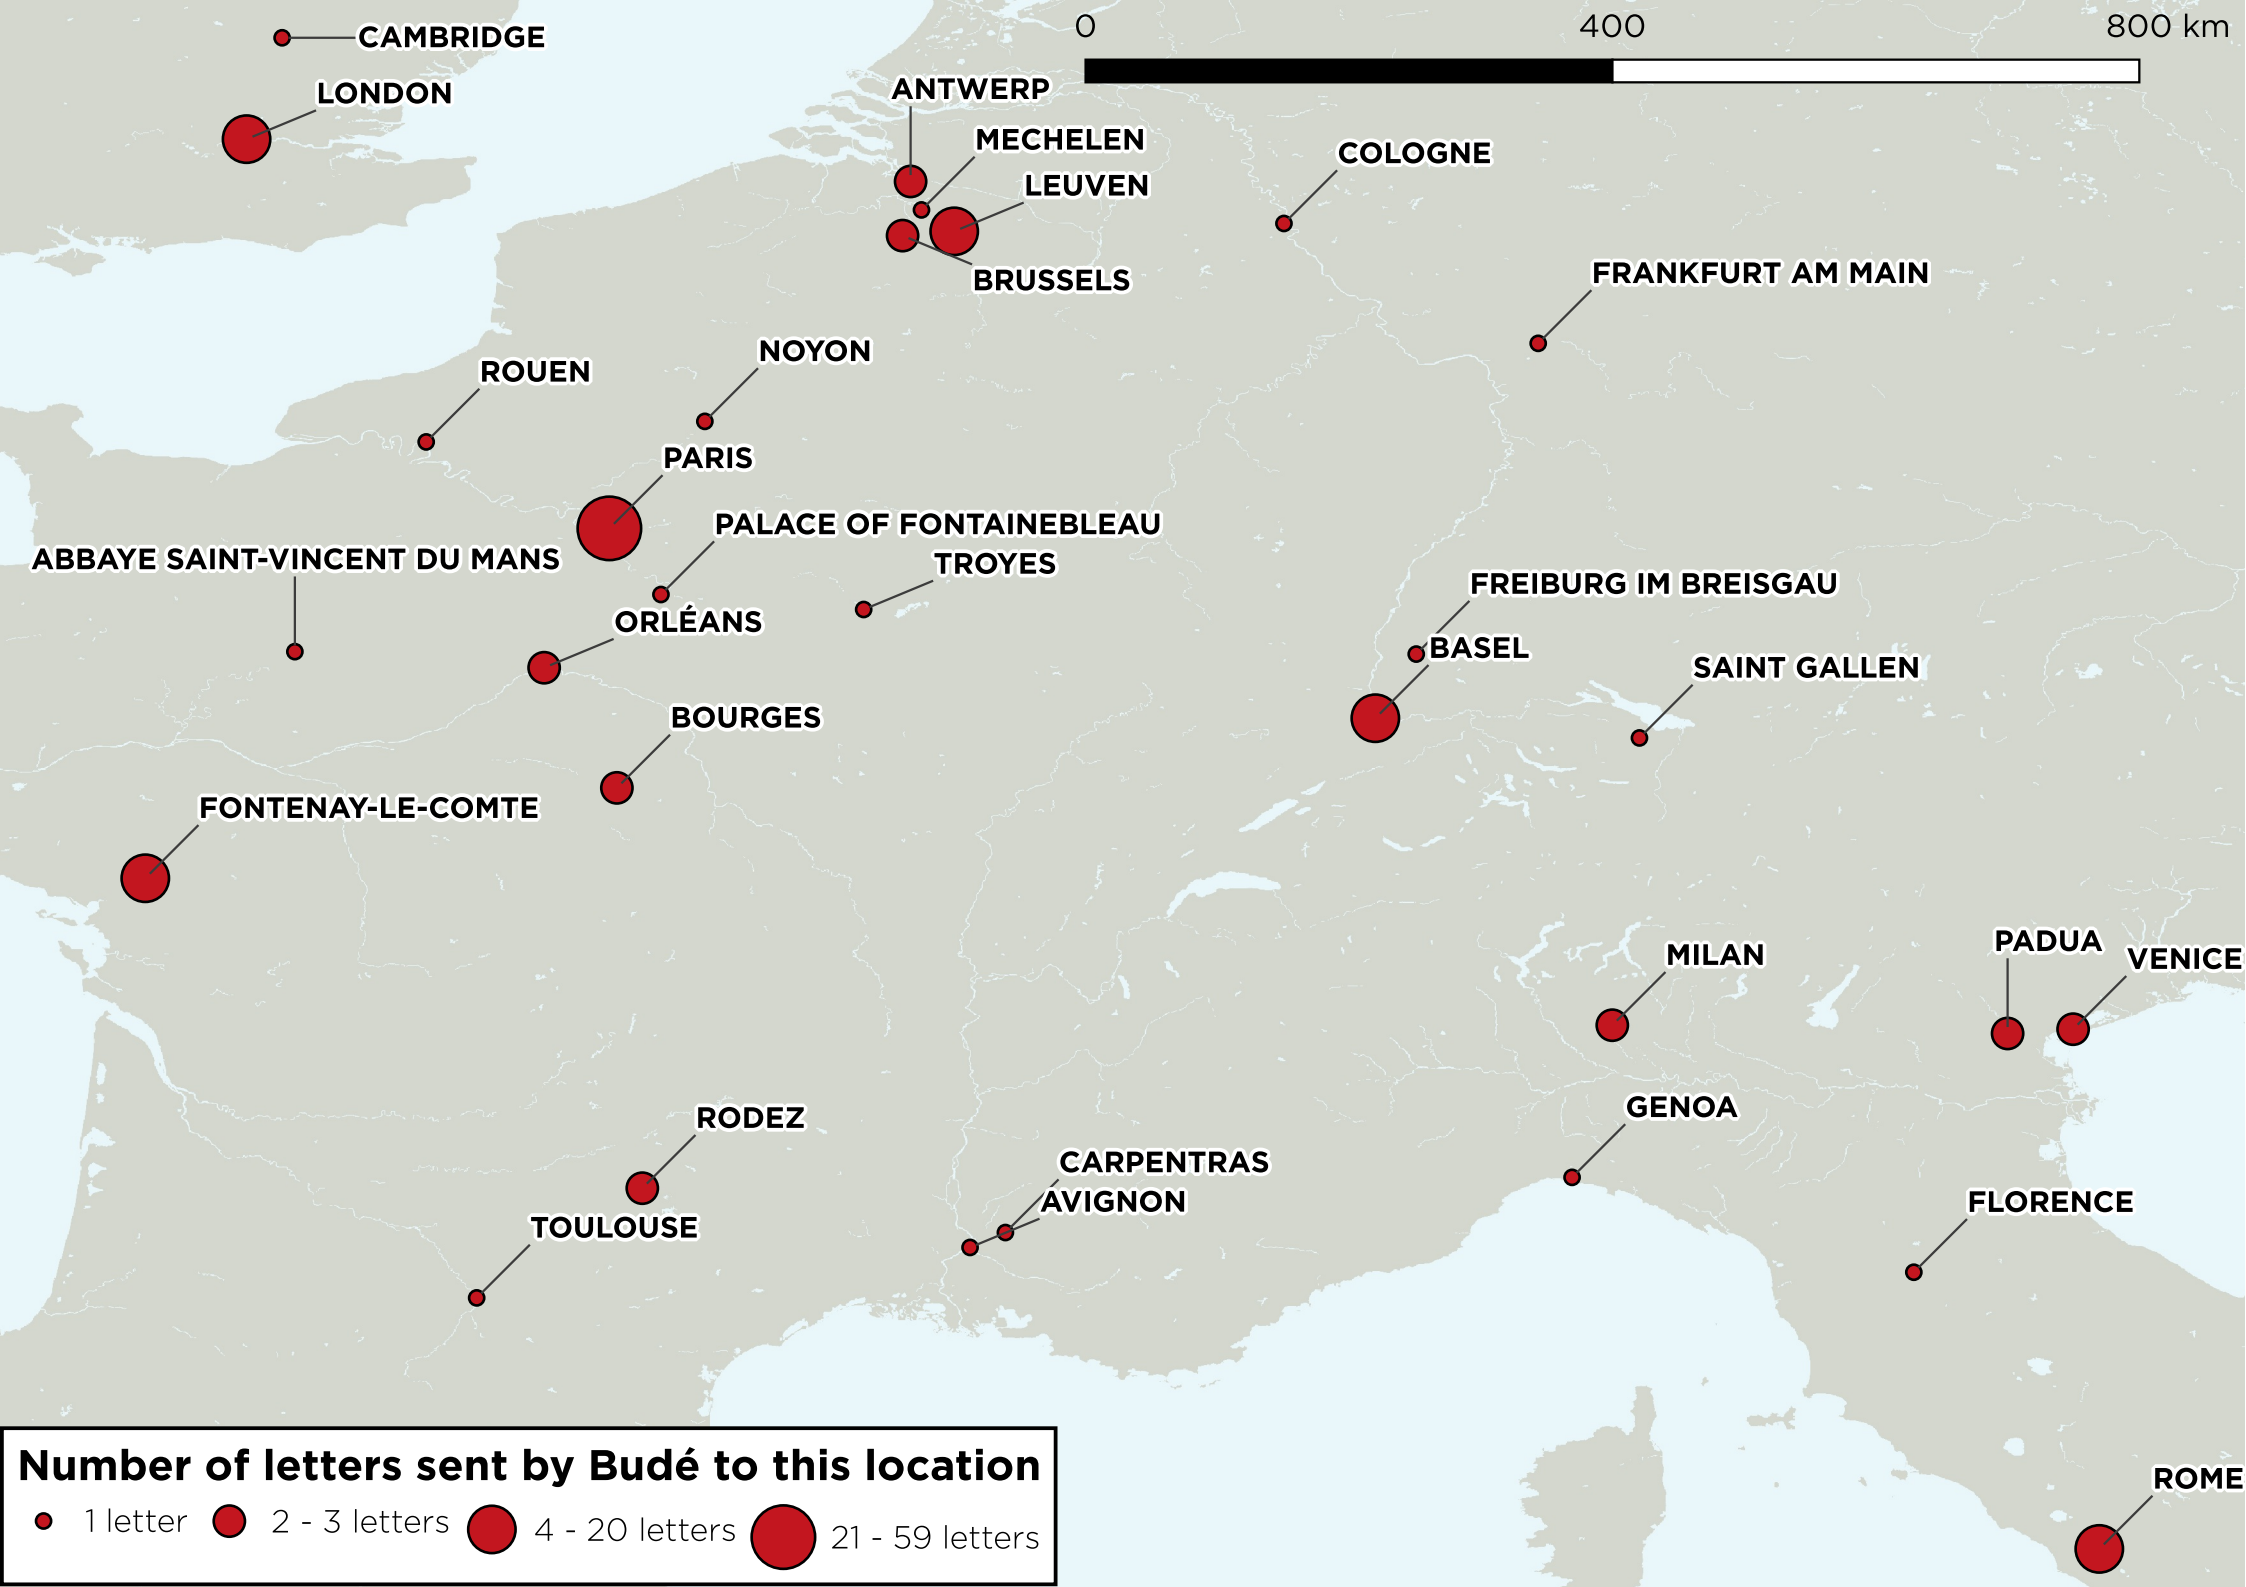 0 400 800 km
CAMBRIDGE
LONDON
ANTWERP
MECHELEN
COLOGNE
LEUVEN
FRANKFURT AM MAIN
BRUSSELS
NOYON
ROUEN
PARIS
PALACE OF FONTAINEBLEAU
ABBAYE SAINT-VINCENT DU MANS
TROYES
FREIBURG IM BREISGAU
ORLÉANS
BASEL
SAINT GALLEN
BOURGES
FONTENAY-LE-COMTE
PADUA
MILAN
VENICE
GENOA
RODEZ
CARPENTRAS
AVIGNON
FLORENCE
TOULOUSE
ROME
Number of letters sent by Budé to this location
1 letter 2 - 3 letters 4 - 20 letters 21 - 59 letters